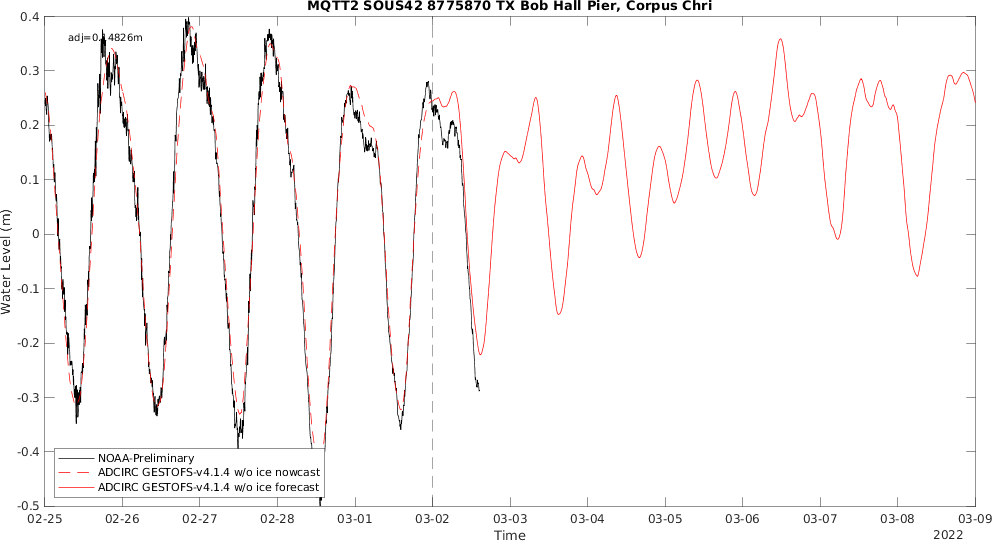 MQTT2 SOUS42 8775870 TX Bob Hall Pier, Corpus Chri
adj=0.14826m
0.4
0.3
0.2
0.1
0
-0.1
-0.2
-0.3
-0.4
-0.5
Water Level (m)
NOAA-Preliminary
ADCIRC GESTOFS-v4.1.4 w/o ice nowcast
ADCIRC GESTOFS-v4.1.4 w/o ice forecast
02-25 02-26 02-27 02-28 03-01 03-02 03-03 03-04 03-05 03-06 03-07 03-08 03-09
Time
2022